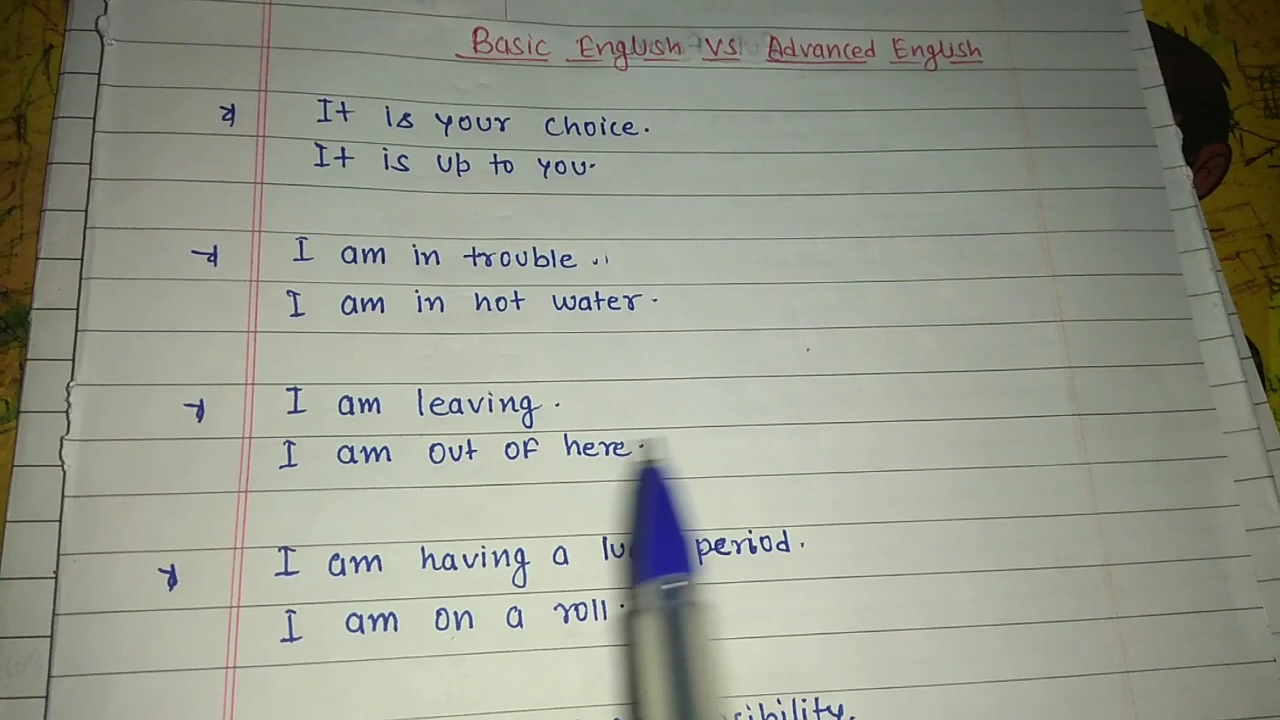 Basic English vs Advanced English
It is your choice.
It is up to you.
I am in trouble.
I am in hot water.
I am leaving.
I am out of here.
I am having a period.
I am on a roll.